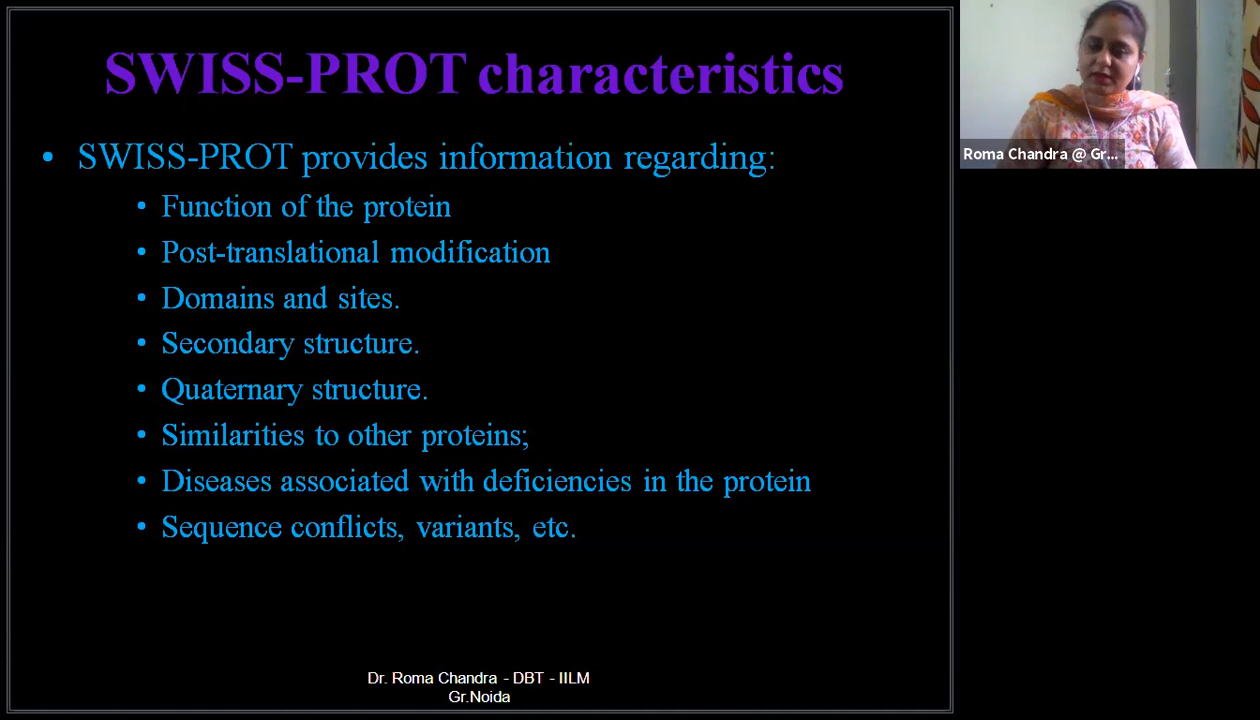 SWISS-PROT characteristics
• SWISS-PROT provides information regarding:
• Function of the protein
• Post-translational modification
• Domains and sites.
• Secondary structure.
• Quaternary structure.
• Similarities to other proteins;
• Diseases associated with deficiencies in the protein
• Sequence conflicts, variants, etc.
Dr. Roma Chandra - DBT - IILM
Gr.Noida
Roma Chandra @ Gr...